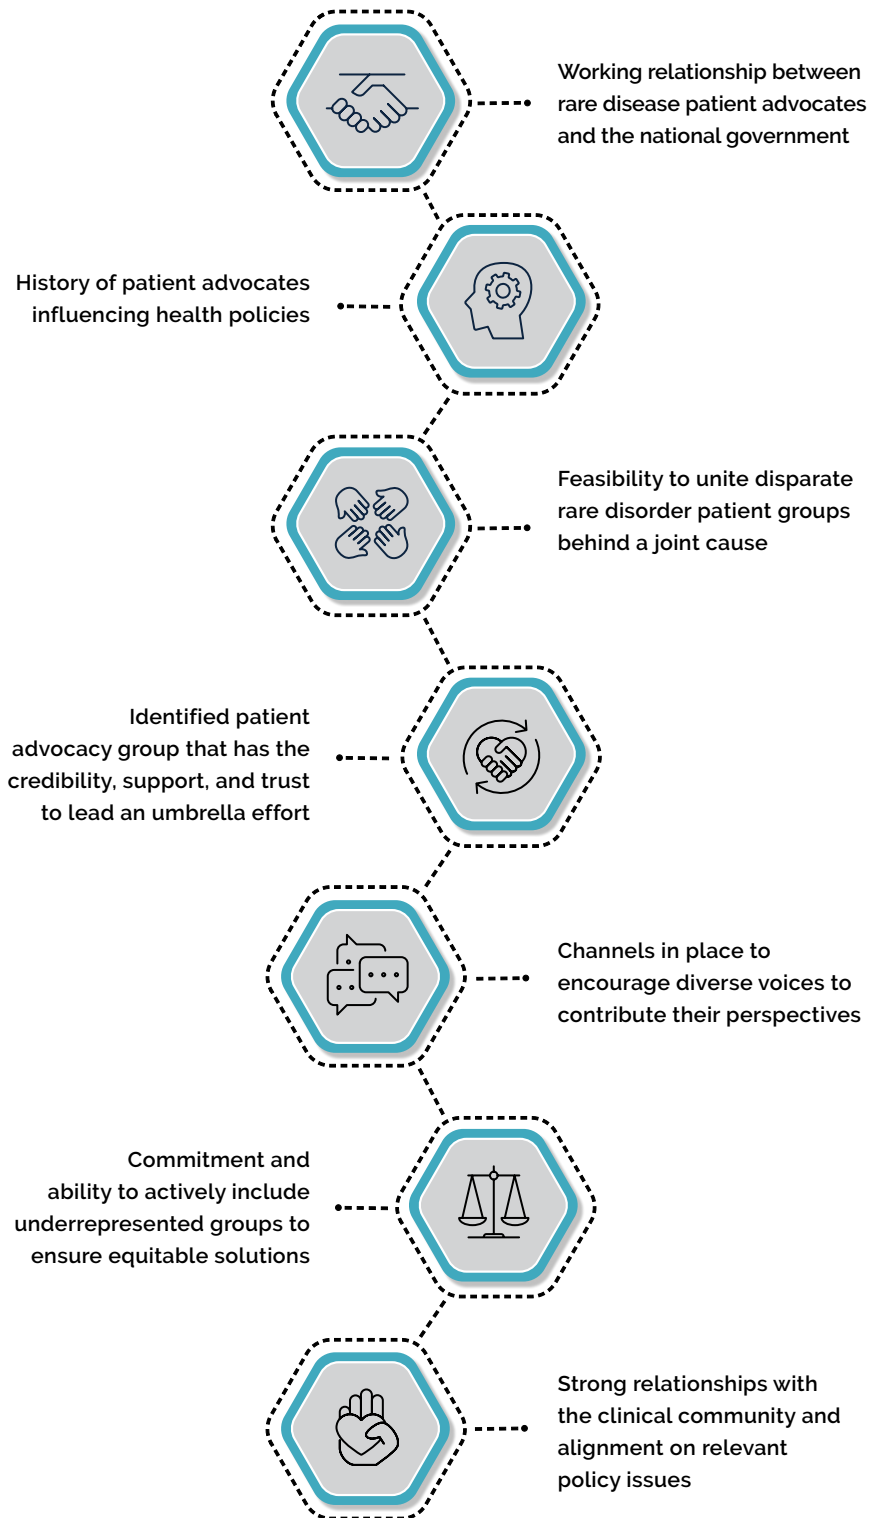 Working relationship between
rare disease patient advocates
and the national government
History of patient advocates
influencing health policies
Feasibility to unite disparate
rare disorder patient groups
behind a joint cause
Identified patient
advocacy group that has the
credibility, support, and trust
to lead an umbrella effort
Channels in place to
encourage diverse voices to
contribute their perspectives
Commitment and
ability to actively include
underrepresented groups to
ensure equitable solutions
Strong relationships with
the clinical community and
alignment on relevant
policy issues